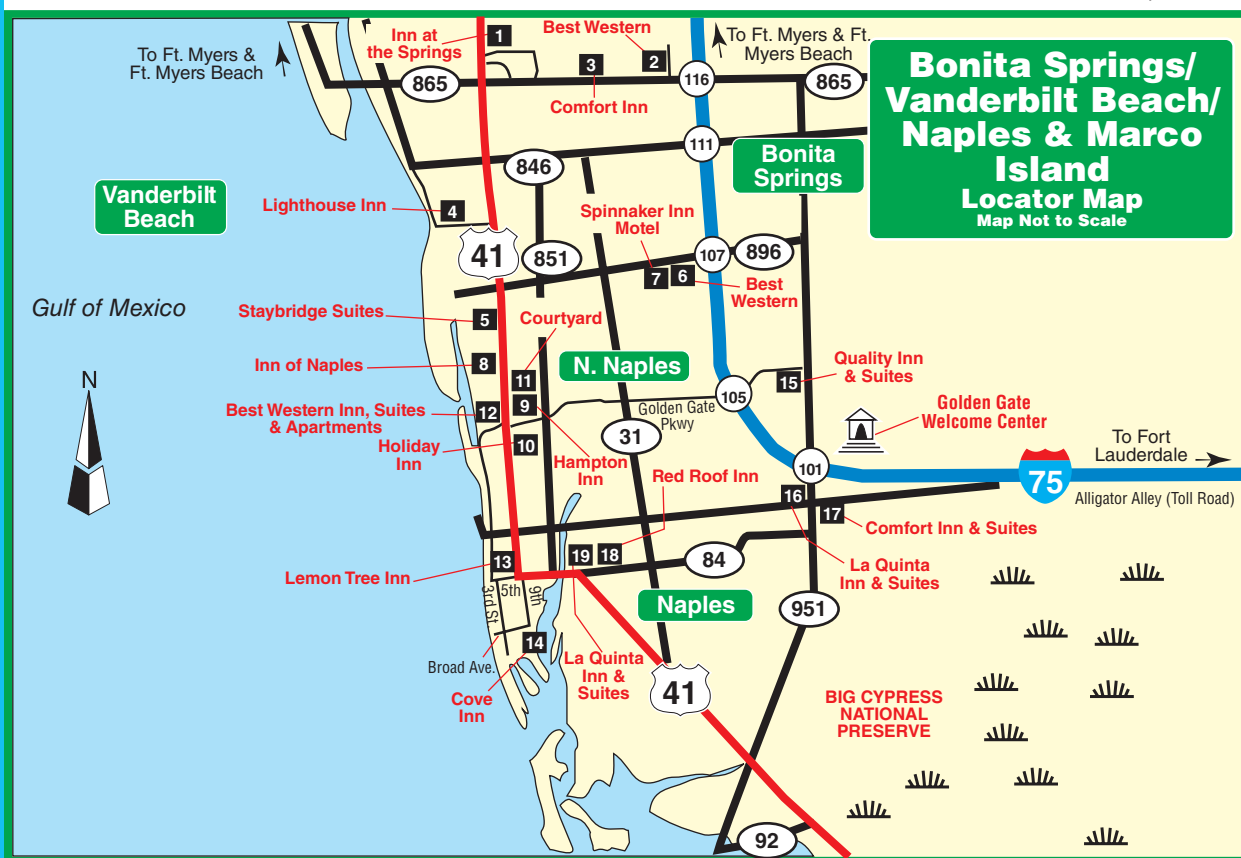 To Ft. Myers &
Ft. Myers Beach
Inn at
the Springs
1
Best Western
2
To Ft. Myers & Ft.
Myers Beach
Bonita Springs/
Vanderbilt Beach/
Naples & Marco
Island
Locator Map
Map Not to Scale
865
3
Comfort Inn
116
865
111
846
Bonita
Springs
Vanderbilt
Beach
Lighthouse Inn
4
Spinnaker Inn
Motel
41
851
107
896
7
6
Best
Western
Gulf of Mexico
Staybridge Suites
5
Courtyard
Inn of Naples
8
11
N. Naples
Quality Inn
& Suites
15
N
Best Western Inn, Suites
& Apartments
12
9
Golden Gate
Pkwy
105
Golden Gate
Welcome Center
Holiday
Inn
10
Hampton
Inn
31
101
To Fort
Lauderdale
75
Alligator Alley (Toll Road)
Red Roof Inn
16
17
Comfort Inn & Suites
La Quinta
Inn & Suites
Lemon Tree Inn
13
19
18
84
3rd St.
5th
9th
Naples
951
Broad Ave.
14
Cove
Inn
La Quinta
Inn &
Suites
41
BIG CYPRESS
NATIONAL
PRESERVE
92